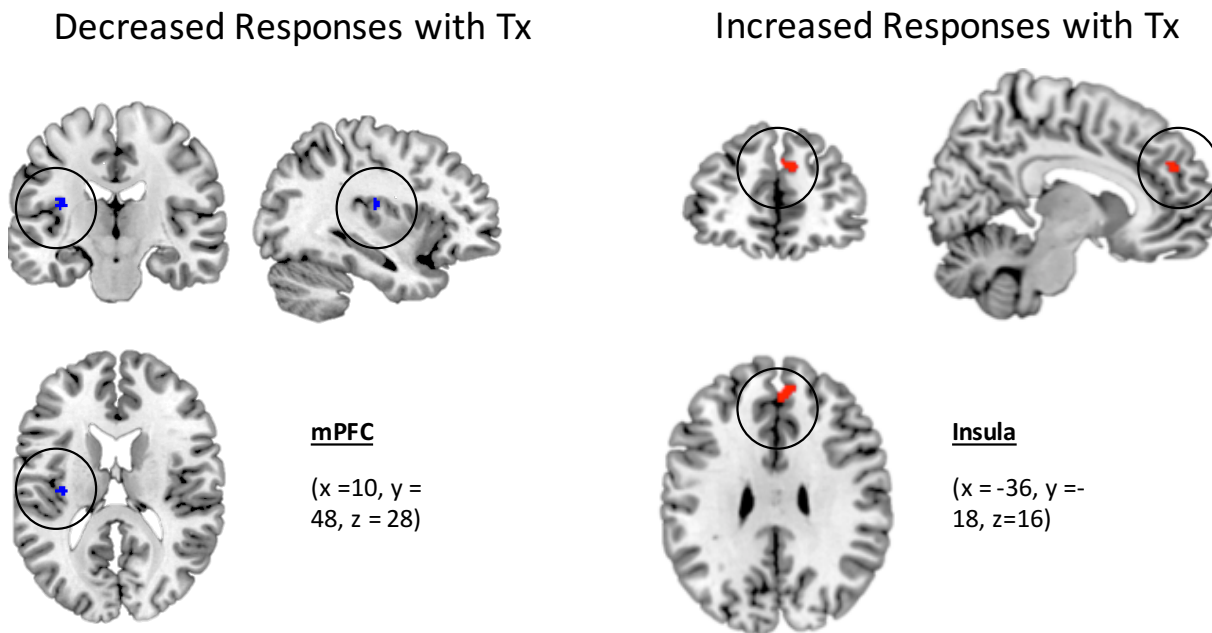 Decreased Responses with Tx
Increased Responses with Tx
mPFC
(x =10, y =
48, z = 28)
Insula
(x = -36, y =-
18, z=16)